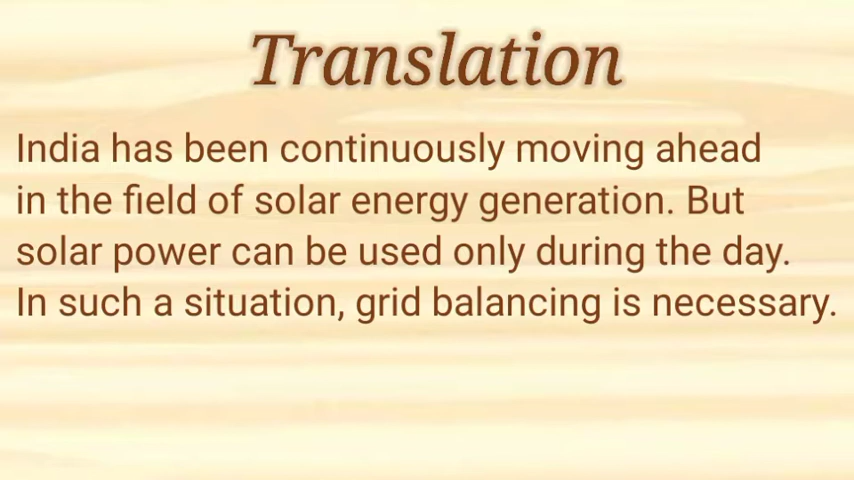 Translation
India has been continuously moving ahead
in the field of solar energy generation. But
solar power can be used only during the day.
In such a situation, grid balancing is necessary.